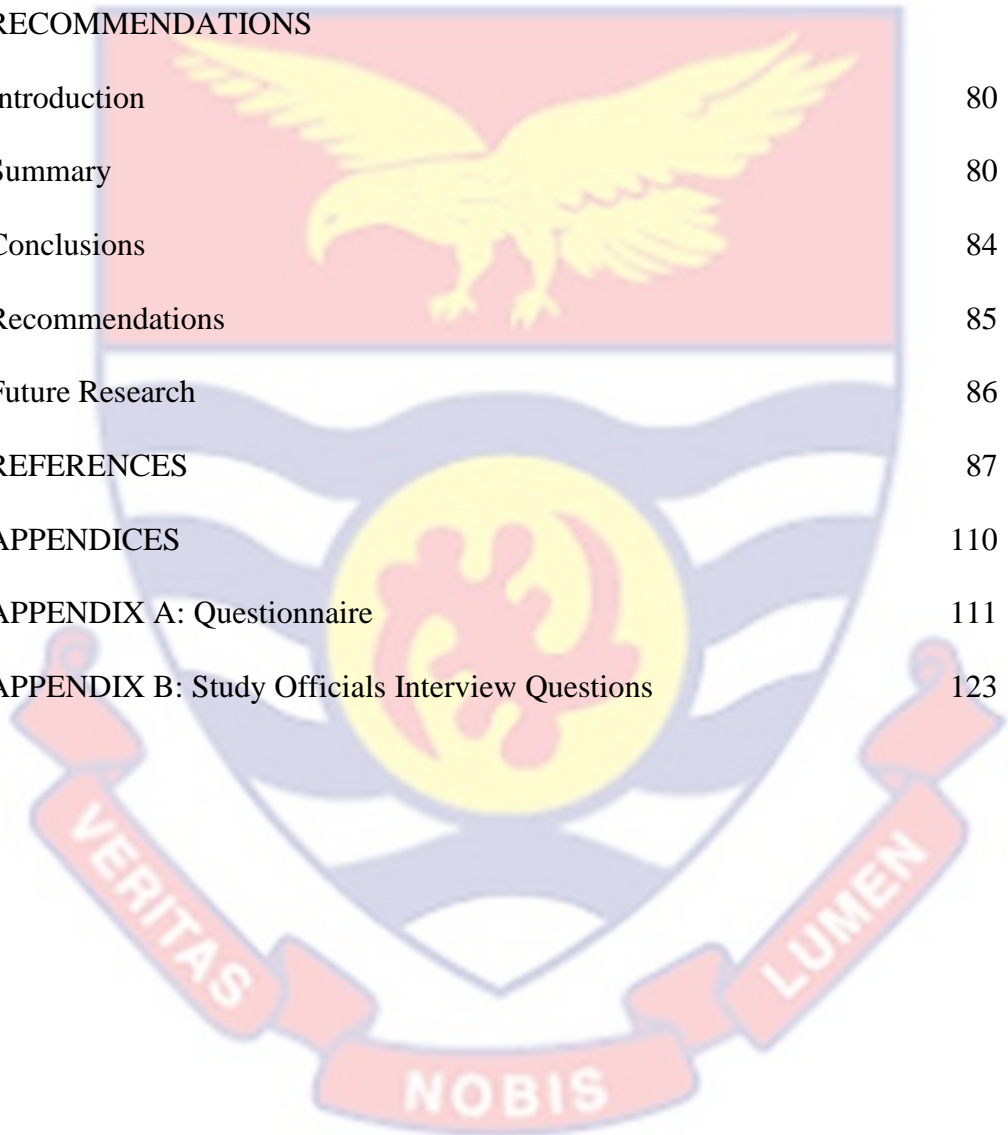 RECOMMENDATIONS
Introduction 80
Summary 80
Conclusions 84
Recommendations 85
Future Research 86
REFERENCES 87
APPENDICES 110
APPENDIX A: Questionnaire 111
APPENDIX B: Study Officials Interview Questions 123
VERITAS
NOBIS
LUMEN